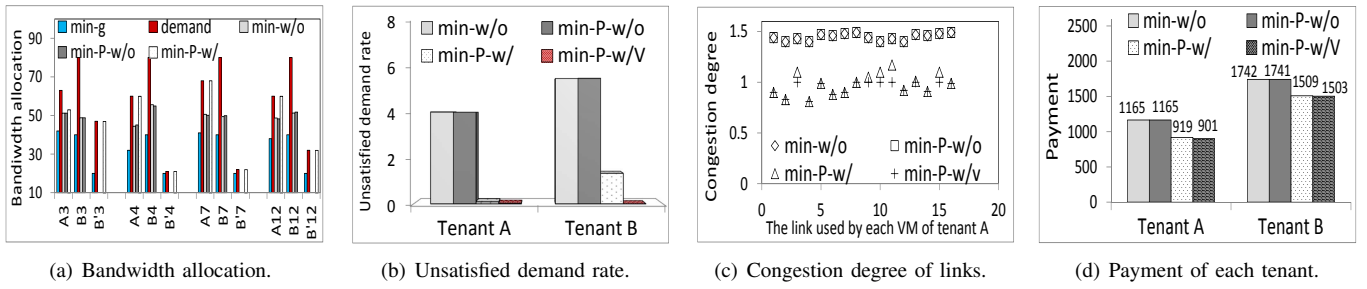 Bandiwdth allocation
90
70
50
30
10
min-g
demand
min-w/o
min-P-w/o
min-P-w/
A3
B3
B'3
A4
B4
B'4
A7
B7
B'7
A12
B12
B'12
(a) Bandwidth allocation.
Unsatisfied demand rate
8
6
4
2
0
min-w/o
min-P-w/o
min-P-w/
min-P-w/V
Tenant A
Tenant B
(b) Unsatisfied demand rate.
Congestion degree
1.5
1
0.5
0
min-w/o
min-P-w/o
min-P-w/
min-P-w/v
0
5
10
15
20
The link used by each VM of tenant A
(c) Congestion degree of links.
Payment
2500
2000
1500
1000
500
0
min-w/o
min-P-w/o
min-P-w/
min-P-w/V
1165
1165
919
901
1742
1741
1509
1503
Tenant A
Tenant B
(d) Payment of each tenant.